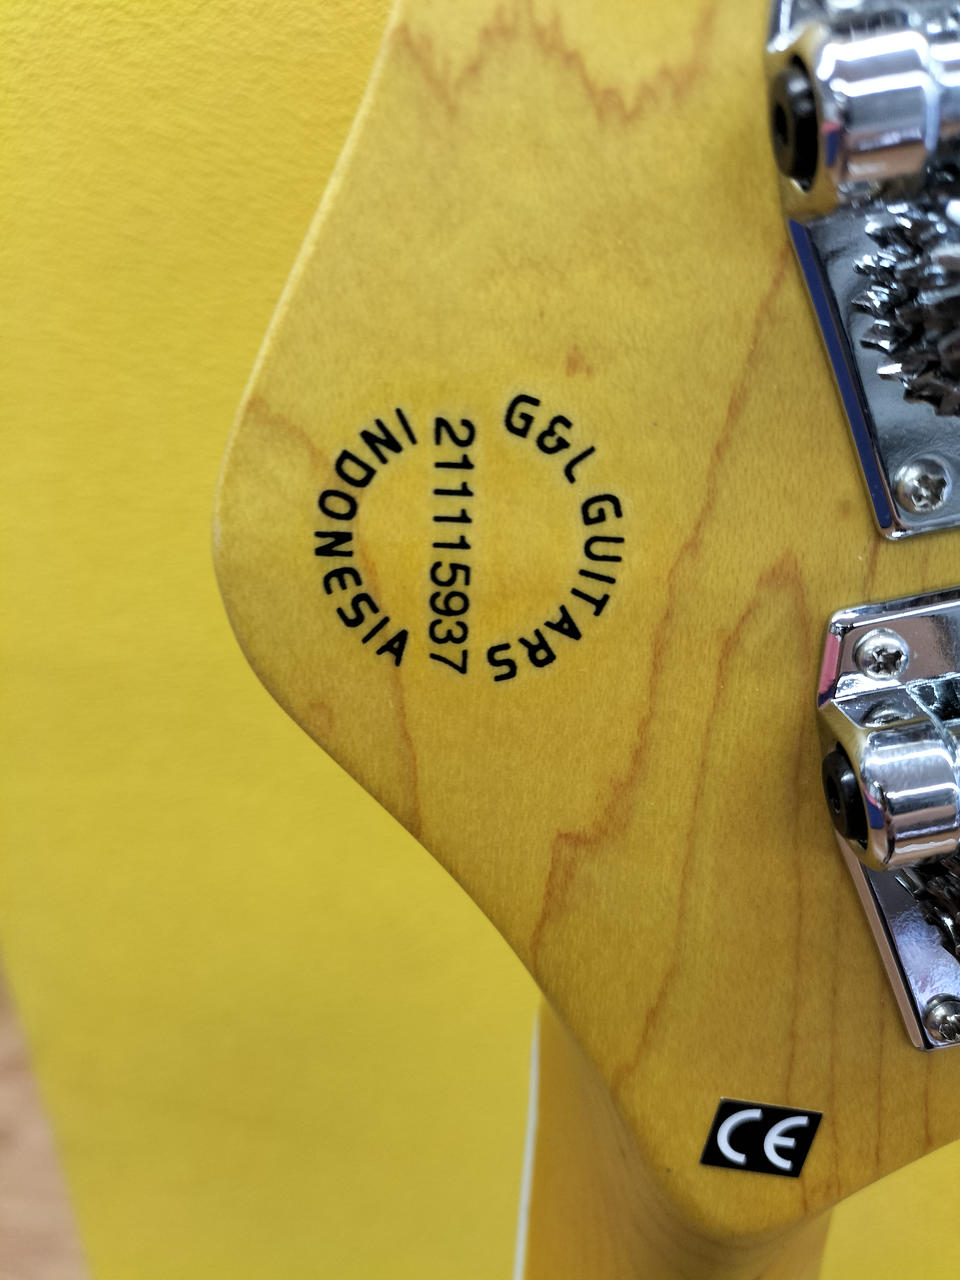 G&L GUITARS
211115937
INDONESIA
CE